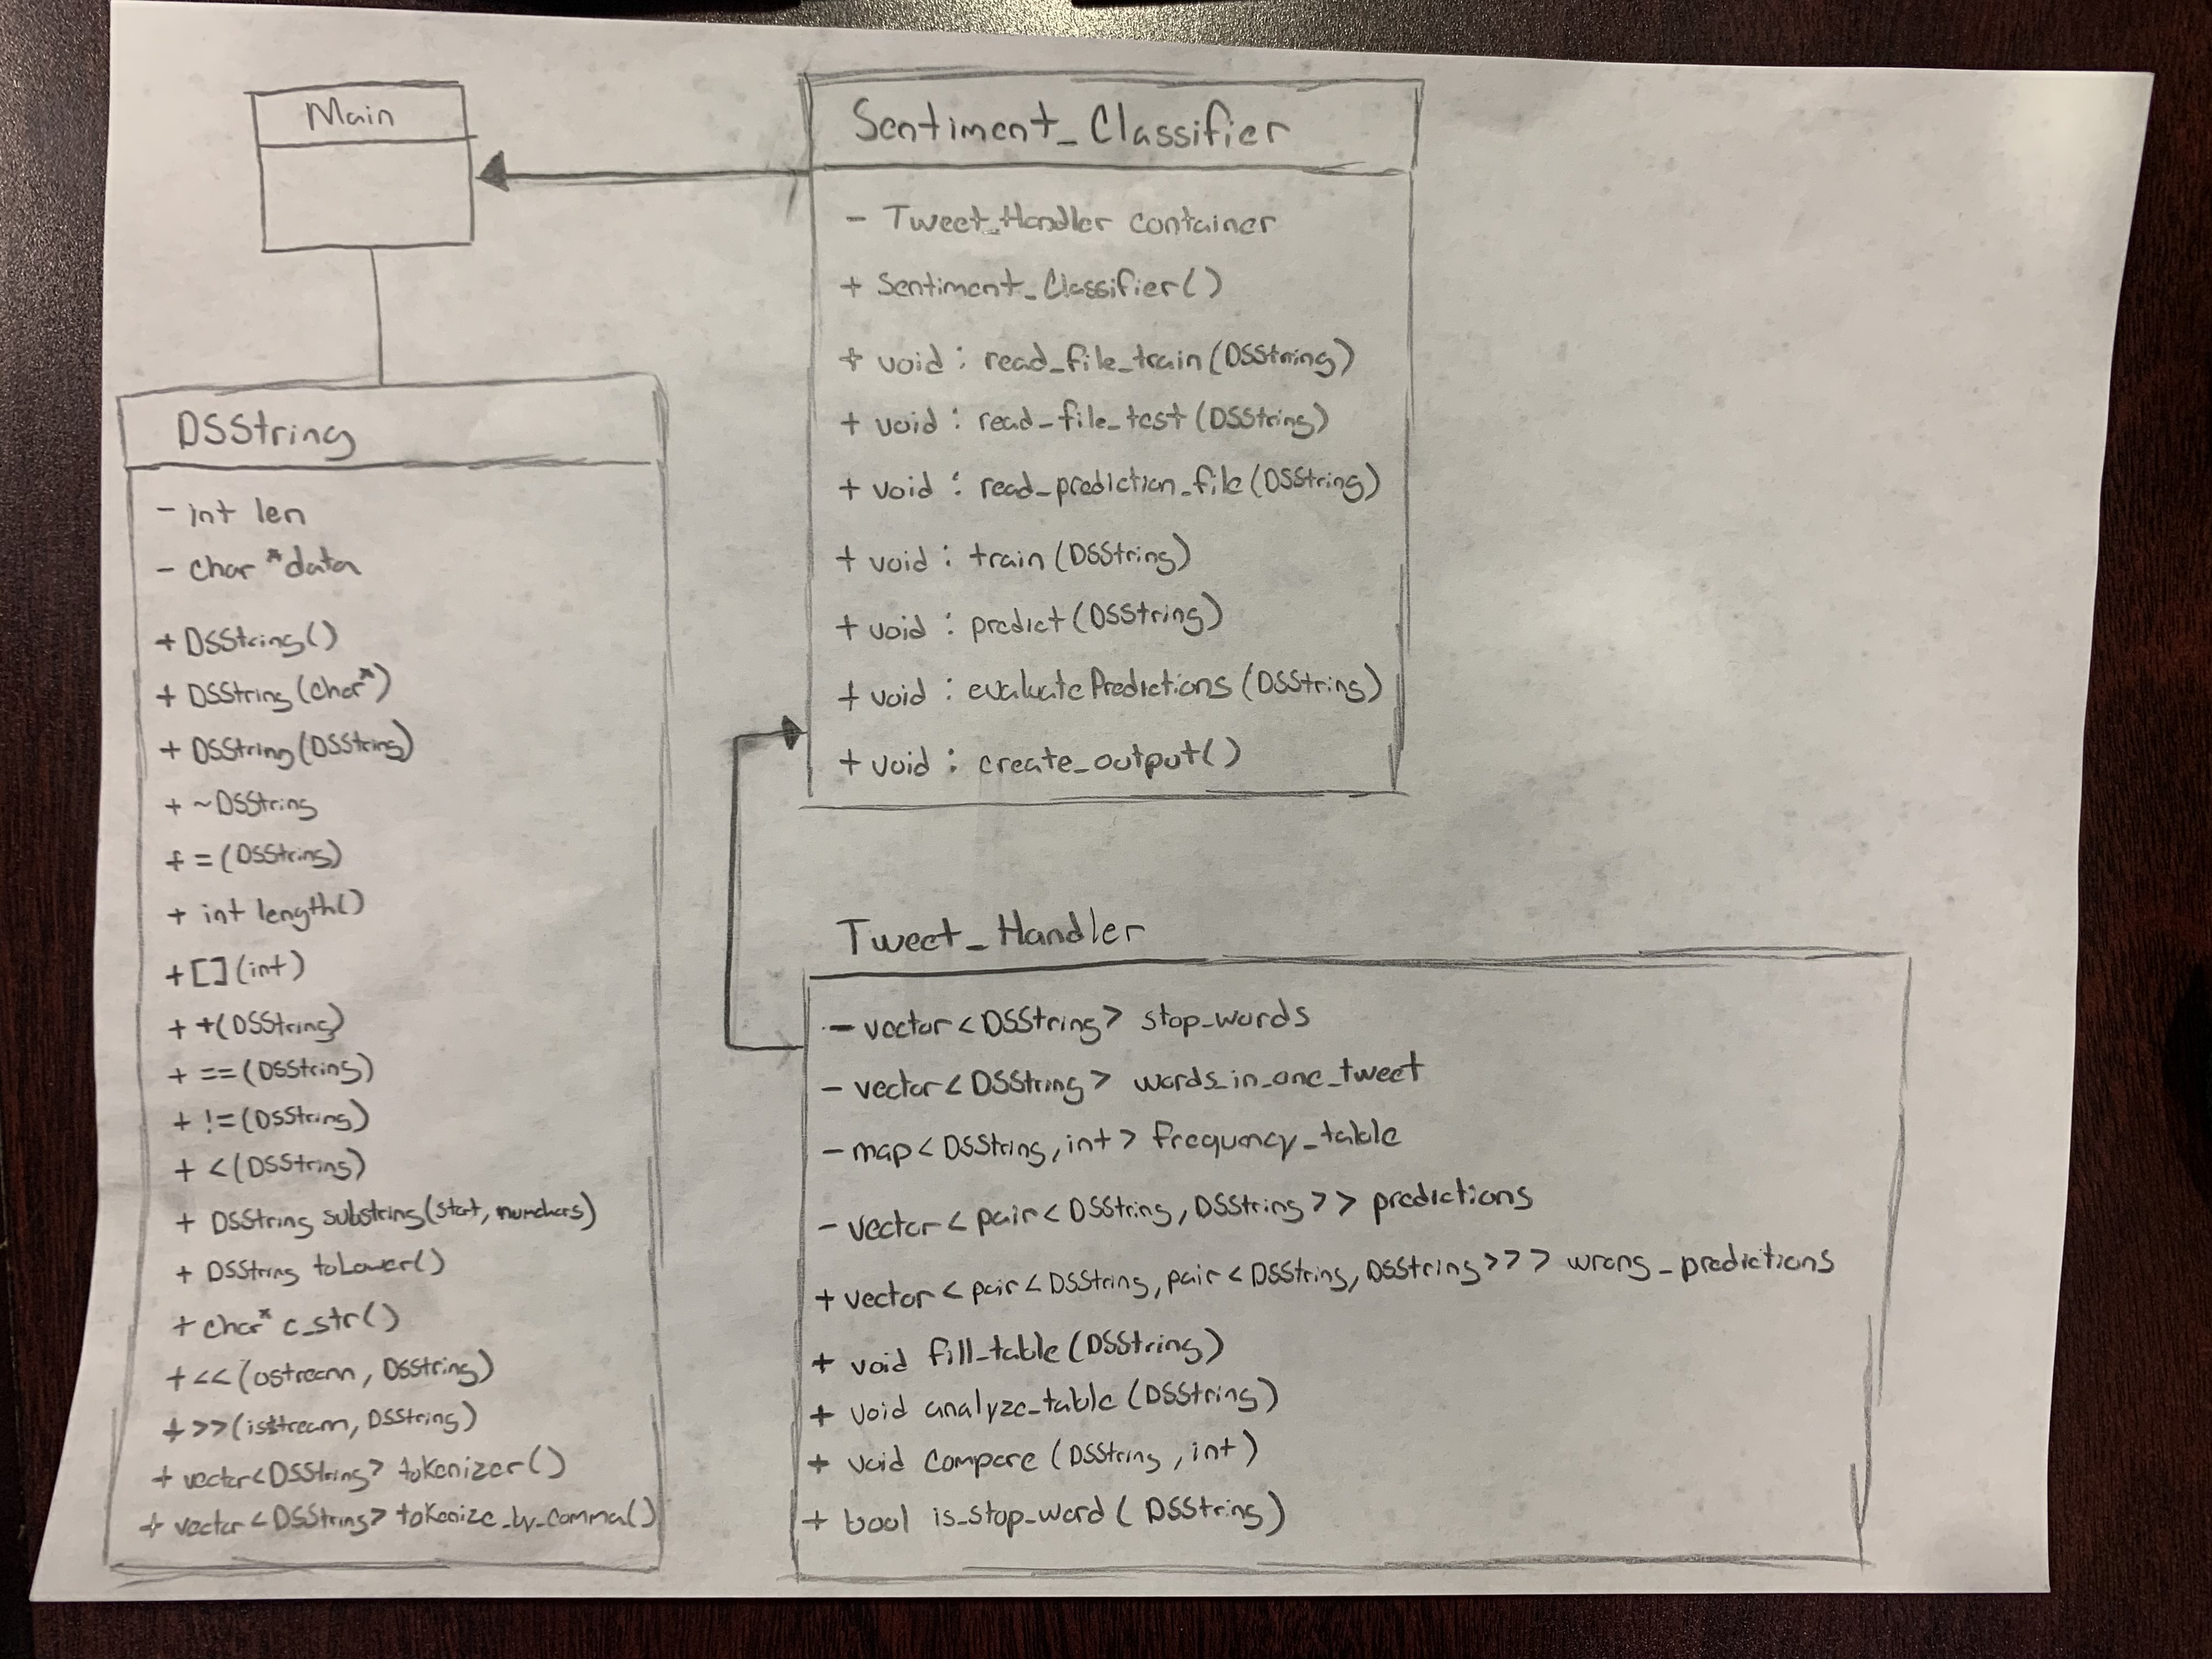 Main
DSString
- int len
- char *data
+ DSString()
+ DSString(char*)
+ DSString(DSString)
+ ~DSString
+ =(DSString)
+ int length()
+ [](int)
+ +(DSString)
+ ==(DSString)
+ !=(DSString)
+ <(DSString)
+ DSString substring(start, numchars)
+ DSString toLower()
+ char* c_str()
+ <<(ostream, DSString)
+ >>(istream, DSString)
+ vector<DSString> tokenizer()
+ vector<DSString> tokenize_by_comma()
Sentiment_Classifier
- Tweet_Handler container
+ Sentiment_Classifier()
+ void : read_file_train(DSString)
+ void : read_file_test(DSString)
+ void : read_prediction_file(DSString)
+ void : train(DSString)
+ void : predict(DSString)
+ void : evaluatePredictions(DSString)
+ void : create_output()
Tweet_Handler
- vector<DSString> stop_words
- vector<DSString> words_in_one_tweet
- map<DSString, int> frequency_table
- vector<pair<DSString, DSString>> predictions
+ vector<pair<DSString, pair<DSString, DSString>>> wrong_predictions
+ void fill_table(DSString)
+ void analyze_table(DSString)
+ void compare(DSString, int)
+ bool is_stop_word(DSString)